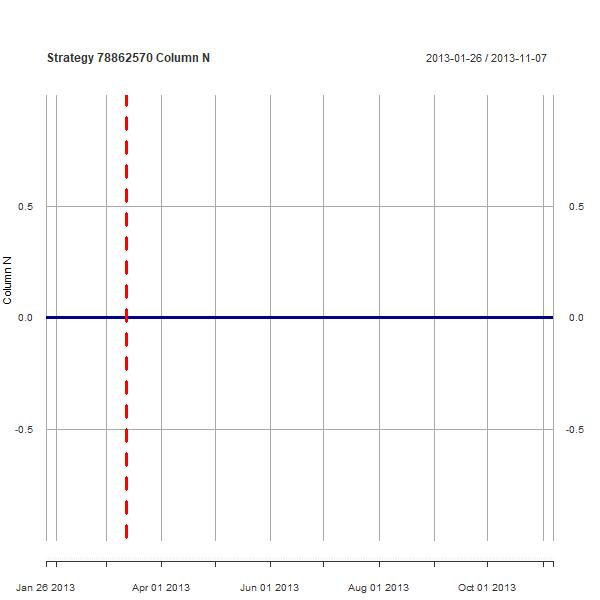 Strategy 78862570 Column N
2013-01-26 / 2013-11-07
0.5
0.5
Column N
0.0
0.0
-0.5
-0.5
Jan 26 2013
Apr 01 2013
Jun 01 2013
Aug 01 2013
Oct 01 2013